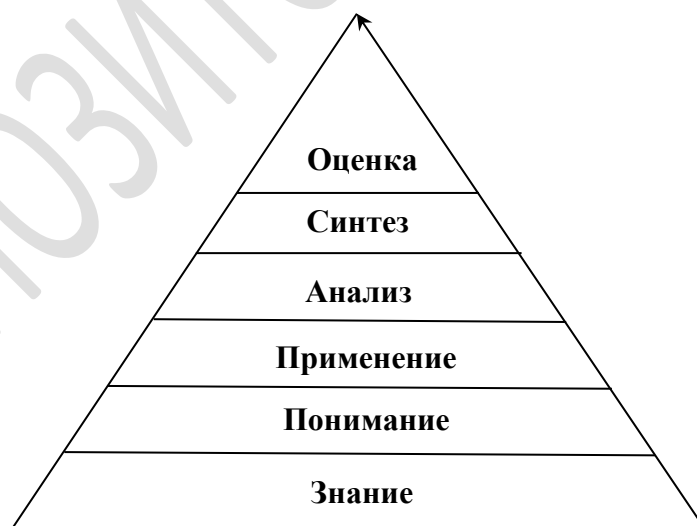 Оценка
Синтез
Анализ
Применение
Понимание
Знание